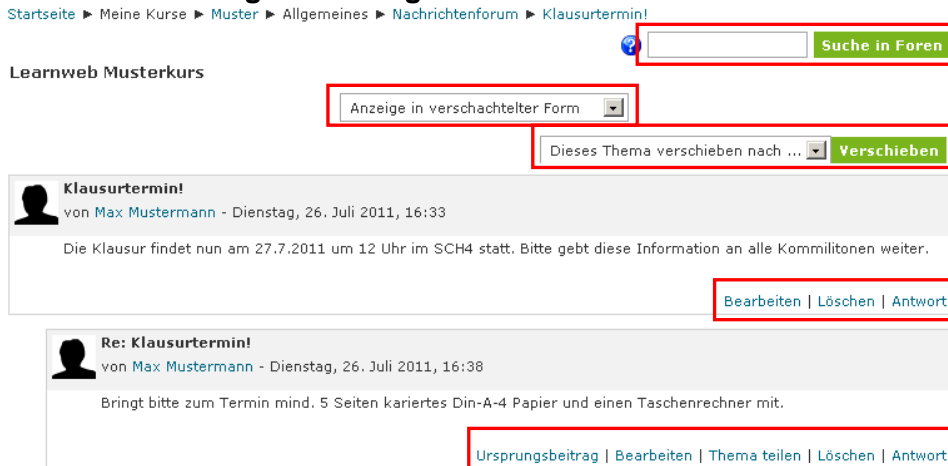 Startseite ► Meine Kurse ► Muster ► Allgemeines ► Nachrichtenforum ► Klausurtermin!
Suche in Foren
Learnweb Musterkurs
Anzeige in verschachtelter Form
Dieses Thema verschieben nach ... Verschieben
Klausurtermin!
von Max Mustermann - Dienstag, 26. Juli 2011, 16:33
Die Klausur findet nun am 27.7.2011 um 12 Uhr im SCH4 statt. Bitte gebt diese Information an alle Kommilitonen weiter.
Bearbeiten | Löschen | Antwort
Re: Klausurtermin!
von Max Mustermann - Dienstag, 26. Juli 2011, 16:38
Bringt bitte zum Termin mind. 5 Seiten kariertes Din-A-4 Papier und einen Taschenrechner mit.
Ursprungsbeitrag | Bearbeiten | Thema teilen | Löschen | Antwort